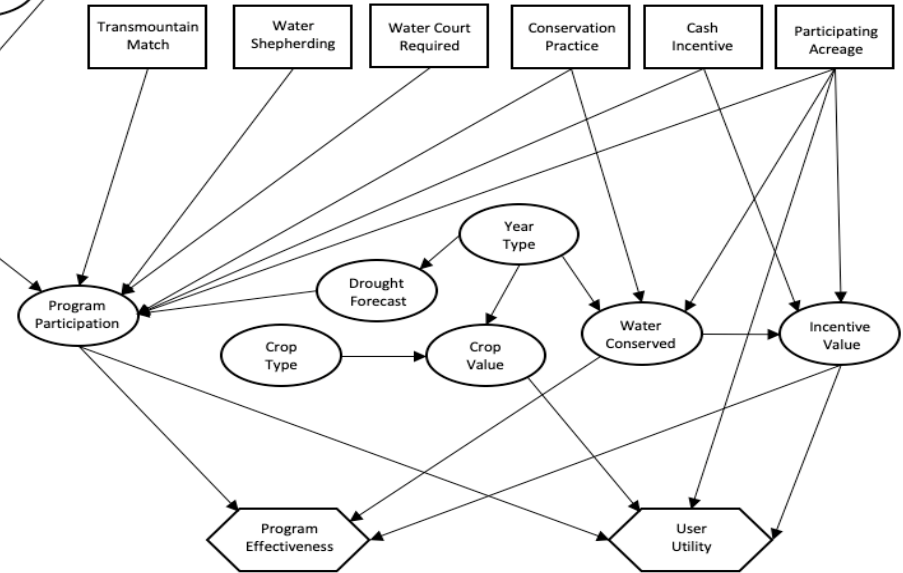 Transmountain
Match
Water
Shepherding
Water Court
Required
Conservation
Practice
Cash
Incentive
Participating
Acreage
Year
Type
Drought
Forecast
Program
Participation
Crop
Type
Crop
Value
Water
Conserved
Incentive
Value
Program
Effectiveness
User
Utility